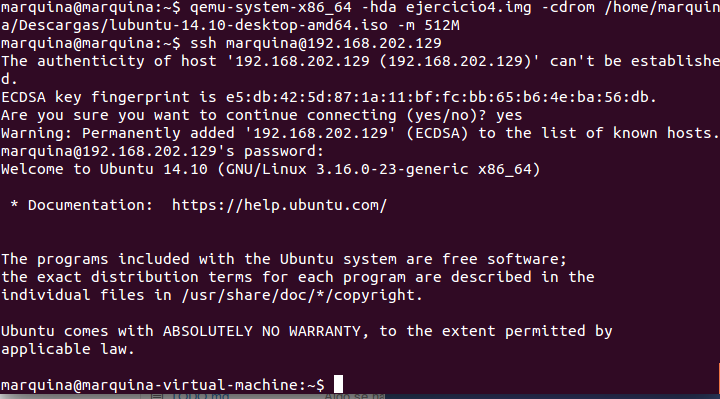 marquina@marquina:~$ qemu-system-x86_64 -hda ejercicio4.img -cdrom /home/marquin
a/Descargas/lubuntu-14.10-desktop-amd64.iso -m 512M
marquina@marquina:~$ ssh marquina@192.168.202.129
The authenticity of host '192.168.202.129 (192.168.202.129)' can't be establishe
d.
ECDSA key fingerprint is e5:db:42:5d:87:1a:11:bf:fc:bb:65:b6:4e:ba:56:db.
Are you sure you want to continue connecting (yes/no)? yes
Warning: Permanently added '192.168.202.129' (ECDSA) to the list of known hosts.
marquina@192.168.202.129's password:
Welcome to Ubuntu 14.10 (GNU/Linux 3.16.0-23-generic x86_64)
* Documentation:  https://help.ubuntu.com/
The programs included with the Ubuntu system are free software;
the exact distribution terms for each program are described in the
individual files in /usr/share/doc/*/copyright.
Ubuntu comes with ABSOLUTELY NO WARRANTY, to the extent permitted by
applicable law.
marquina@marquina-virtual-machine:~$